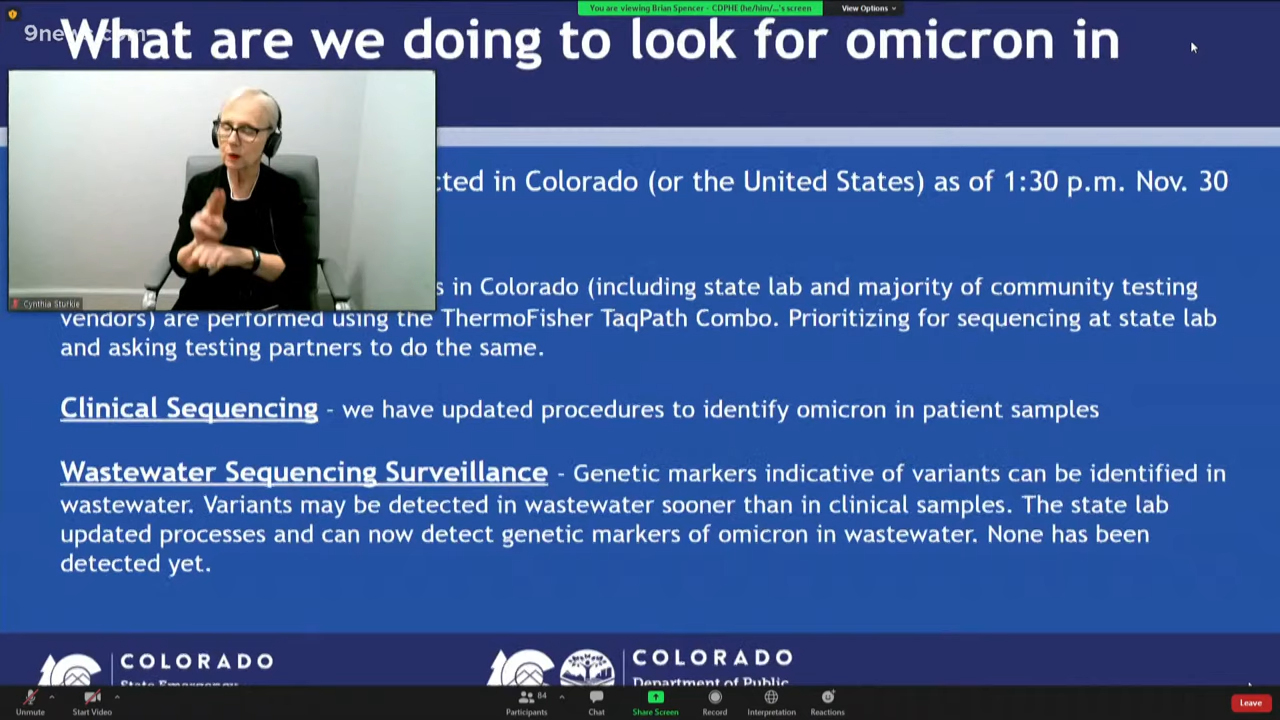 You are viewing Brian Spencer - CDPHE (he/him/...'s screen
View Options
9news.com
What are we doing to look for omicron in
cted in Colorado (or the United States) as of 1:30 p.m. Nov. 30
s in Colorado (including state lab and majority of community testing
vendors) are performed using the ThermoFisher TaqPath Combo. Prioritizing for sequencing at state lab
and asking testing partners to do the same.
Cynthia Sturkie
Clinical Sequencing - we have updated procedures to identify omicron in patient samples
Wastewater Sequencing Surveillance - Genetic markers indicative of variants can be identified in
wastewater. Variants may be detected in wastewater sooner than in clinical samples. The state lab
updated processes and can now detect genetic markers of omicron in wastewater. None has been
detected yet.
COLORADO
State Emergency
COLORADO
Department of Public
Unmute
Start Video
84
Participants
Chat
Share Screen
Record
Interpretation
Reactions
Leave